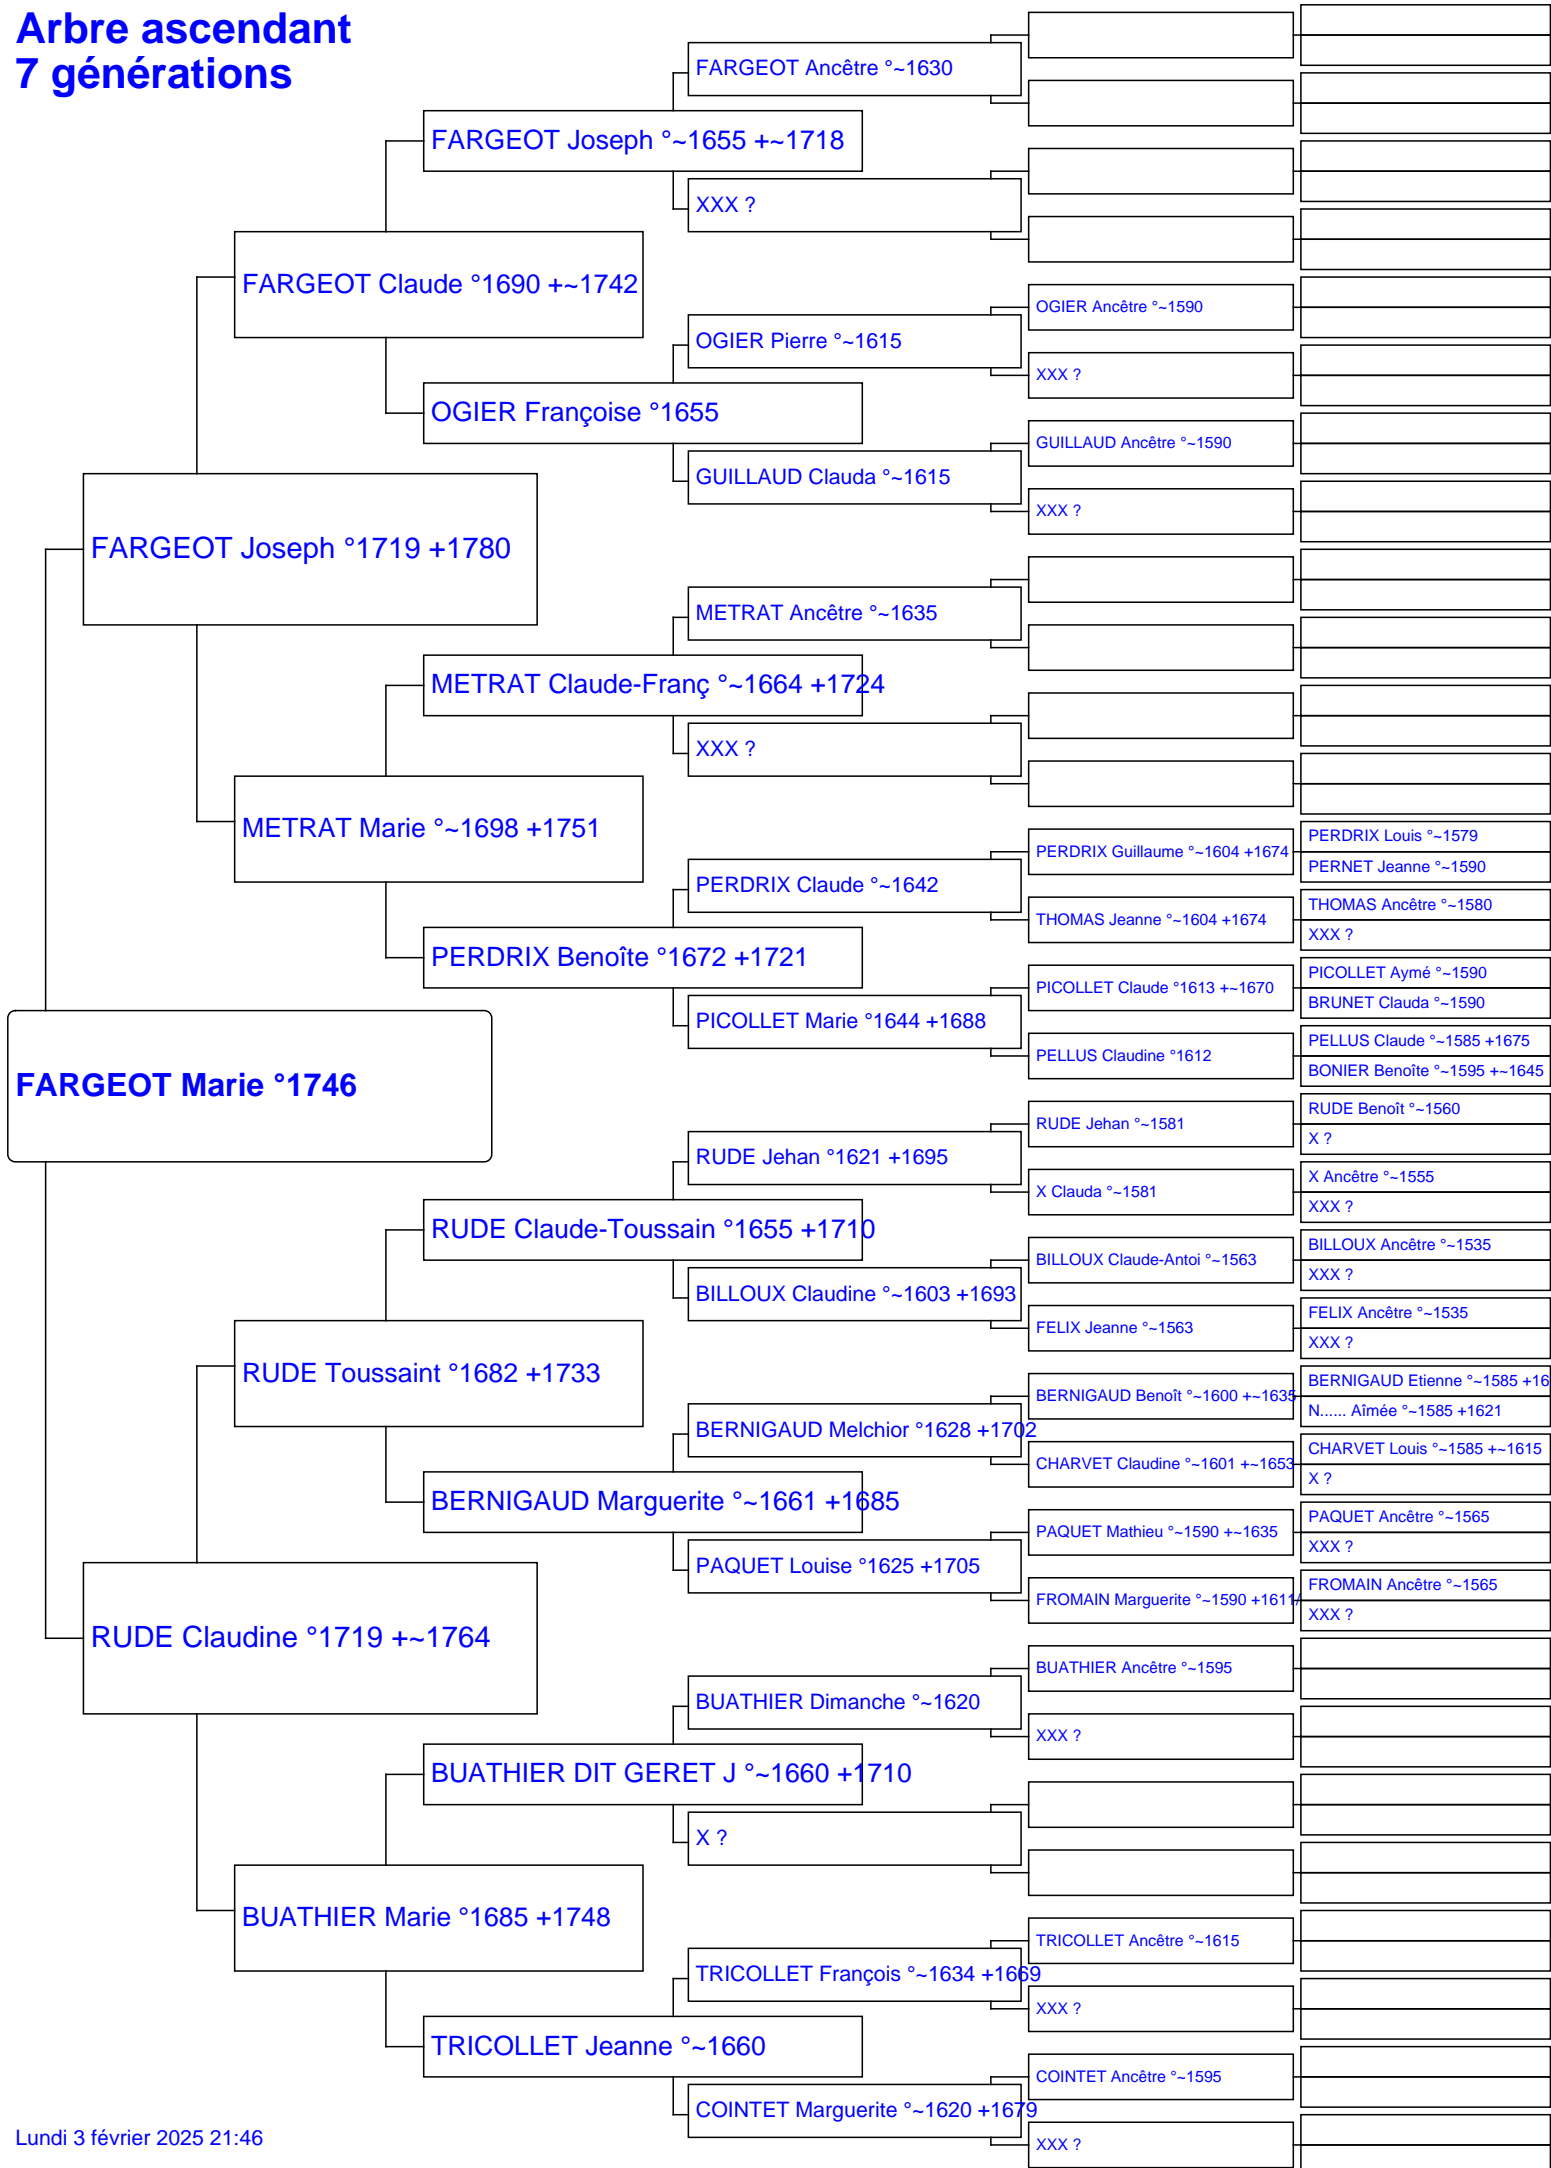 Arbre ascendant
7 générations
FARGEOT Marie °1746
FARGEOT Joseph °1719 +1780
RUDE Claudine °1719 +~1764
FARGEOT Claude °1690 +~1742
METRAT Marie °~1698 +1751
RUDE Toussaint °1682 +1733
BUATHIER Marie °1685 +1748
FARGEOT Joseph °~1655 +~1718
OGIER Françoise °1655
METRAT Claude-Franç °~1664 +1724
PERDRIX Benoîte °1672 +1721
RUDE Claude-Toussain °1655 +1710
BERNIGAUD Marguerite °~1661 +1685
BUATHIER DIT GERET J °~1660 +1710
TRICOLLET Jeanne °~1660
FARGEOT Ancêtre °~1630
XXX ?
OGIER Pierre °~1615
GUILLAUD Clauda °~1615
METRAT Ancêtre °~1635
XXX ?
PERDRIX Claude °~1642
PICOLLET Marie °1644 +1688
RUDE Jehan °1621 +1695
BILLOUX Claudine °~1603 +1693
BERNIGAUD Melchior °1628 +1702
PAQUET Louise °1625 +1705
BUATHIER Dimanche °~1620
X ?
TRICOLLET François °~1634 +1669
COINTET Marguerite °~1620 +1679
OGIER Ancêtre °~1590
XXX ?
GUILLAUD Ancêtre °~1590
XXX ?
PERDRIX Guillaume °~1604 +1674
THOMAS Jeanne °~1604 +1674
PICOLLET Claude °1613 +~1670
PELLUS Claudine °1612
RUDE Jehan °~1581
X Clauda °~1581
BILLOUX Claude-Antoi °~1563
FELIX Jeanne °~1563
BERNIGAUD Benoît °~1600 +~1635
CHARVET Claudine °~1601 +~1653
PAQUET Mathieu °~1590 +~1635
FROMAIN Marguerite °~1590 +1611/
BUATHIER Ancêtre °~1595
XXX ?
TRICOLLET Ancêtre °~1615
XXX ?
COINTET Ancêtre °~1595
XXX ?
PERDRIX Louis °~1579
PERNET Jeanne °~1590
THOMAS Ancêtre °~1580
XXX ?
PICOLLET Aymé °~1590
BRUNET Clauda °~1590
PELLUS Claude °~1585 +1675
BONIER Benoîte °~1595 +~1645
RUDE Benoît °~1560
X ?
X Ancêtre °~1555
XXX ?
BILLOUX Ancêtre °~1535
XXX ?
FELIX Ancêtre °~1535
XXX ?
BERNIGAUD Etienne °~1585 +16
N...... Aîmée °~1585 +1621
CHARVET Louis °~1585 +~1615
X ?
PAQUET Ancêtre °~1565
XXX ?
FROMAIN Ancêtre °~1565
XXX ?
Lundi 3 février 2025 21:46